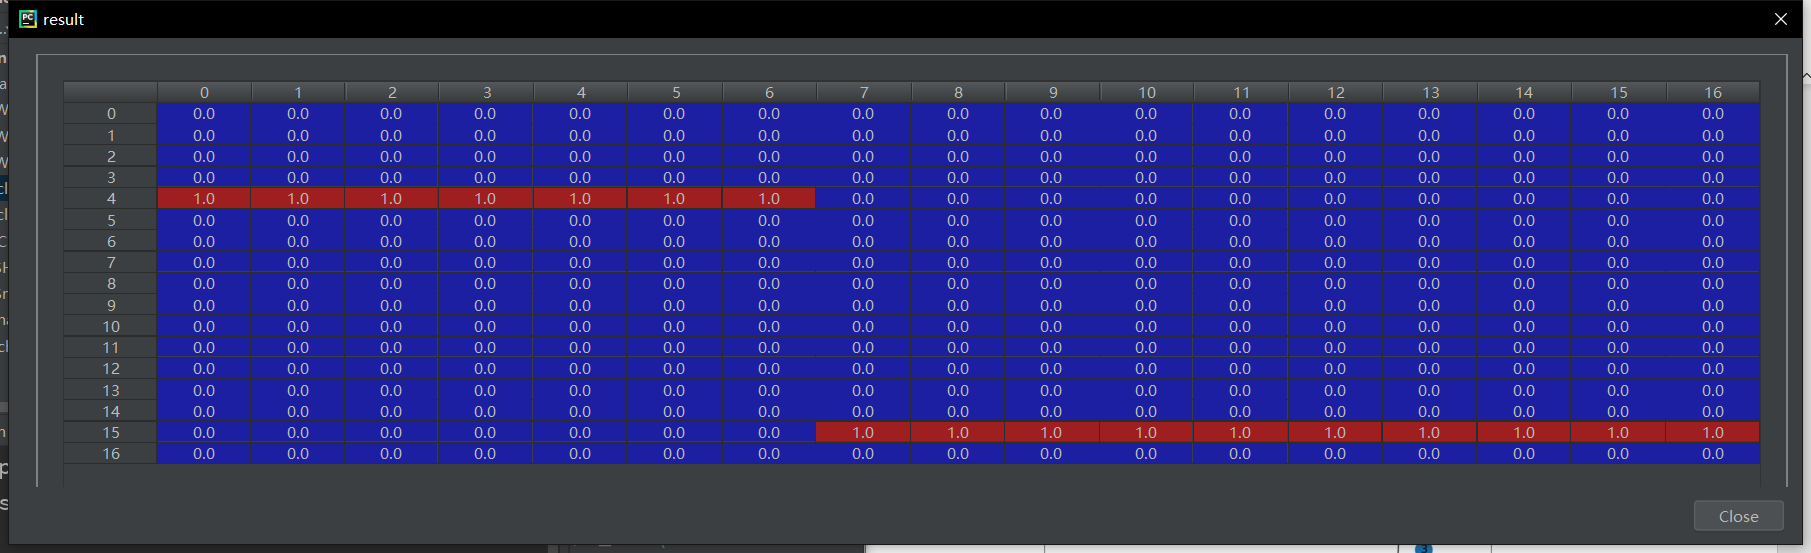 PC result
0 1 2 3 4 5 6 7 8 9 10 11 12 13 14 15 16
0 0.0 0.0 0.0 0.0 0.0 0.0 0.0 0.0 0.0 0.0 0.0 0.0 0.0 0.0 0.0 0.0 0.0
1 0.0 0.0 0.0 0.0 0.0 0.0 0.0 0.0 0.0 0.0 0.0 0.0 0.0 0.0 0.0 0.0 0.0
2 0.0 0.0 0.0 0.0 0.0 0.0 0.0 0.0 0.0 0.0 0.0 0.0 0.0 0.0 0.0 0.0 0.0
3 0.0 0.0 0.0 0.0 0.0 0.0 0.0 0.0 0.0 0.0 0.0 0.0 0.0 0.0 0.0 0.0 0.0
4 1.0 1.0 1.0 1.0 1.0 1.0 1.0 0.0 0.0 0.0 0.0 0.0 0.0 0.0 0.0 0.0 0.0
5 0.0 0.0 0.0 0.0 0.0 0.0 0.0 0.0 0.0 0.0 0.0 0.0 0.0 0.0 0.0 0.0 0.0
6 0.0 0.0 0.0 0.0 0.0 0.0 0.0 0.0 0.0 0.0 0.0 0.0 0.0 0.0 0.0 0.0 0.0
7 0.0 0.0 0.0 0.0 0.0 0.0 0.0 0.0 0.0 0.0 0.0 0.0 0.0 0.0 0.0 0.0 0.0
8 0.0 0.0 0.0 0.0 0.0 0.0 0.0 0.0 0.0 0.0 0.0 0.0 0.0 0.0 0.0 0.0 0.0
9 0.0 0.0 0.0 0.0 0.0 0.0 0.0 0.0 0.0 0.0 0.0 0.0 0.0 0.0 0.0 0.0 0.0
10 0.0 0.0 0.0 0.0 0.0 0.0 0.0 0.0 0.0 0.0 0.0 0.0 0.0 0.0 0.0 0.0 0.0
11 0.0 0.0 0.0 0.0 0.0 0.0 0.0 0.0 0.0 0.0 0.0 0.0 0.0 0.0 0.0 0.0 0.0
12 0.0 0.0 0.0 0.0 0.0 0.0 0.0 0.0 0.0 0.0 0.0 0.0 0.0 0.0 0.0 0.0 0.0
13 0.0 0.0 0.0 0.0 0.0 0.0 0.0 0.0 0.0 0.0 0.0 0.0 0.0 0.0 0.0 0.0 0.0
14 0.0 0.0 0.0 0.0 0.0 0.0 0.0 0.0 0.0 0.0 0.0 0.0 0.0 0.0 0.0 0.0 0.0
15 0.0 0.0 0.0 0.0 0.0 0.0 0.0 1.0 1.0 1.0 1.0 1.0 1.0 1.0 1.0 1.0 1.0
16 0.0 0.0 0.0 0.0 0.0 0.0 0.0 0.0 0.0 0.0 0.0 0.0 0.0 0.0 0.0 0.0 0.0
Close